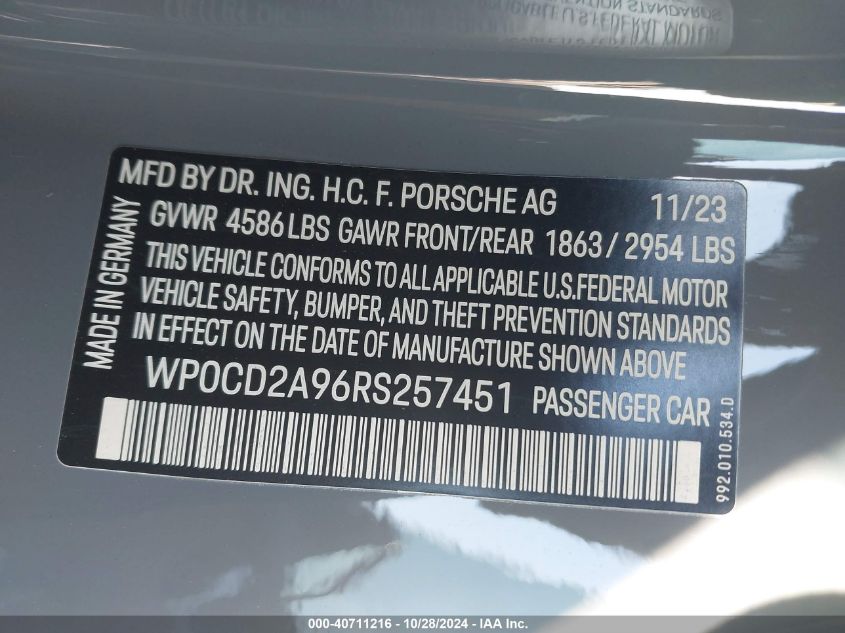 MFD BY DR. ING. H.C. F. PORSCHE AG 11/23
GVWR 4586 LBS GAWR FRONT/REAR 1863 / 2954 LBS
THIS VEHICLE CONFORMS TO ALL APPLICABLE U.S.FEDERAL MOTOR
VEHICLE SAFETY, BUMPER, AND THEFT PREVENTION STANDARDS
IN EFFECT ON THE DATE OF MANUFACTURE SHOWN ABOVE
WP0CD2A96RS257451 PASSENGER CAR
MADE IN GERMANY
992.010.534.D
000-40711216 - 10/28/2024 - IAA Inc.